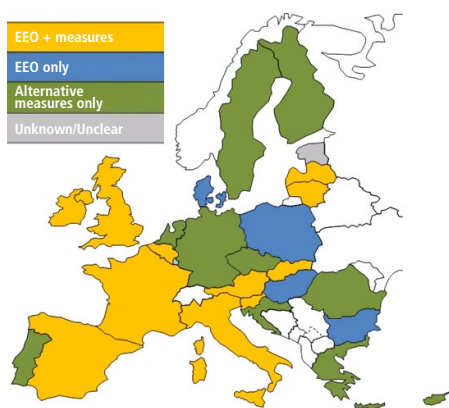 EEO + measures
EEO only
Alternative
measures only
Unknown/Unclear